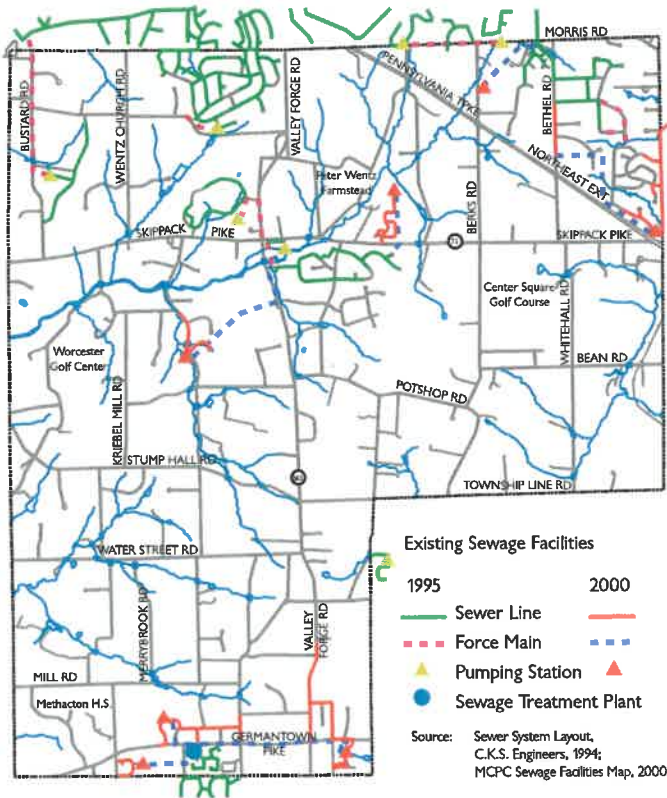 MORRIS RD
PENNSYLVANIA TPKE
NORTHEAST EXT
BUSTARD RD
WENTZ CHURCH RD
VALLEY FORGE RD
BETHEL RD
Peter Wentz
Farmstead
BERKS RD
SKIPPACK PIKE
73
SKIPPACK PIKE
Center Square
Golf Course
WHITEHALL RD
BEAN RD
Worcester
Golf Center
KRIEBEL MILL RD
POTSHOP RD
STUMP HALL RD
TOWNSHIP LINE RD
WATER STREET RD
MERRYBROOK RD
VALLEY
FORGE RD
MILL RD
Methacton H.S.
GERMANTOWN
PIKE
Existing Sewage Facilities
1995 2000
Sewer Line
Force Main
Pumping Station
Sewage Treatment Plant
Source: Sewer System Layout,
C.K.S. Engineers, 1994;
MCPC Sewage Facilities Map, 2000